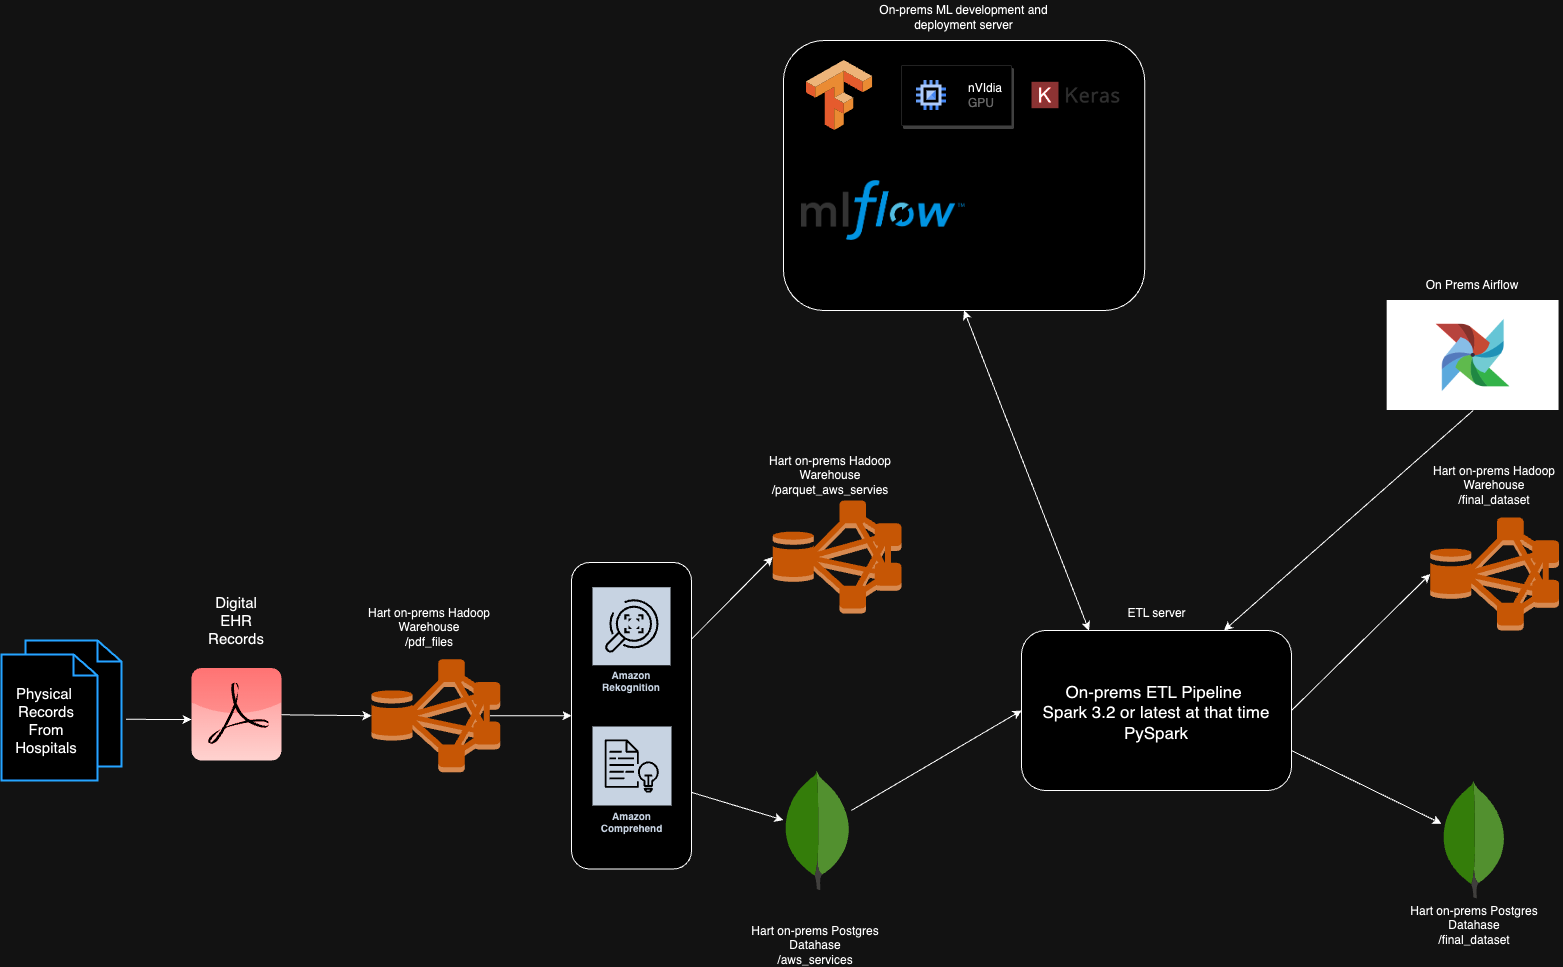 On-prems ML development and
deployment server
nVIdia
GPU
K Keras
mlflow™
On Prems Airflow
Hart on-prems Hadoop
Warehouse
/parquet_aws_servies
Hart on-prems Hadoop
Warehouse
/final_dataset
Digital
EHR
Records
Hart on-prems Hadoop
Warehouse
/pdf_files
ETL server
Physical
Records
From
Hospitals
Amazon
Rekognition
On-prems ETL Pipeline
Spark 3.2 or latest at that time
PySpark
Amazon
Comprehend
Hart on-prems Postgres
Datahase
/aws_services
Hart on-prems Postgres
Database
/final_dataset